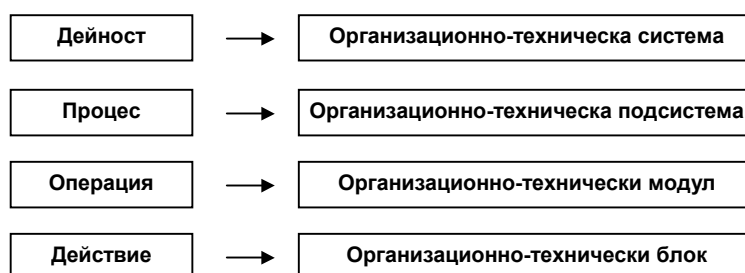 Дейност
Организационно-техническа система
Процес
Организационно-техническа подсистема
Операция
Организационно-технически модул
Действие
Организационно-технически блок